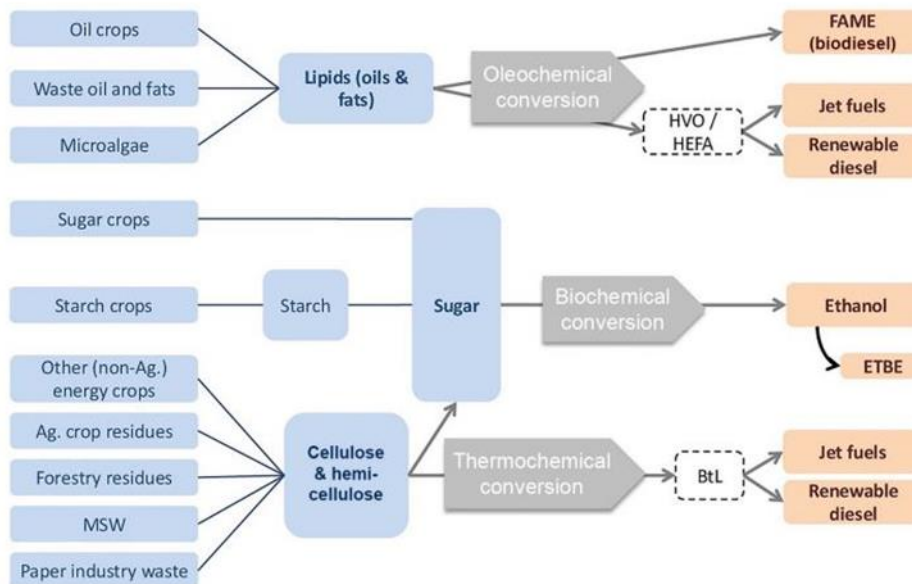 Oil crops
Waste oil and fats
Microalgae
Lipids (oils &
fats)
Oleochemical
conversion
HVO /
HEFA
FAME
(biodiesel)
Jet fuels
Renewable
diesel
Sugar crops
Starch crops
Starch
Sugar
Biochemical
conversion
Ethanol
ETBE
Other (non-Ag.)
energy crops
Ag. crop residues
Forestry residues
MSW
Paper industry waste
Cellulose
& hemi-
cellulose
Thermochemical
conversion
BtL
Jet fuels
Renewable
diesel